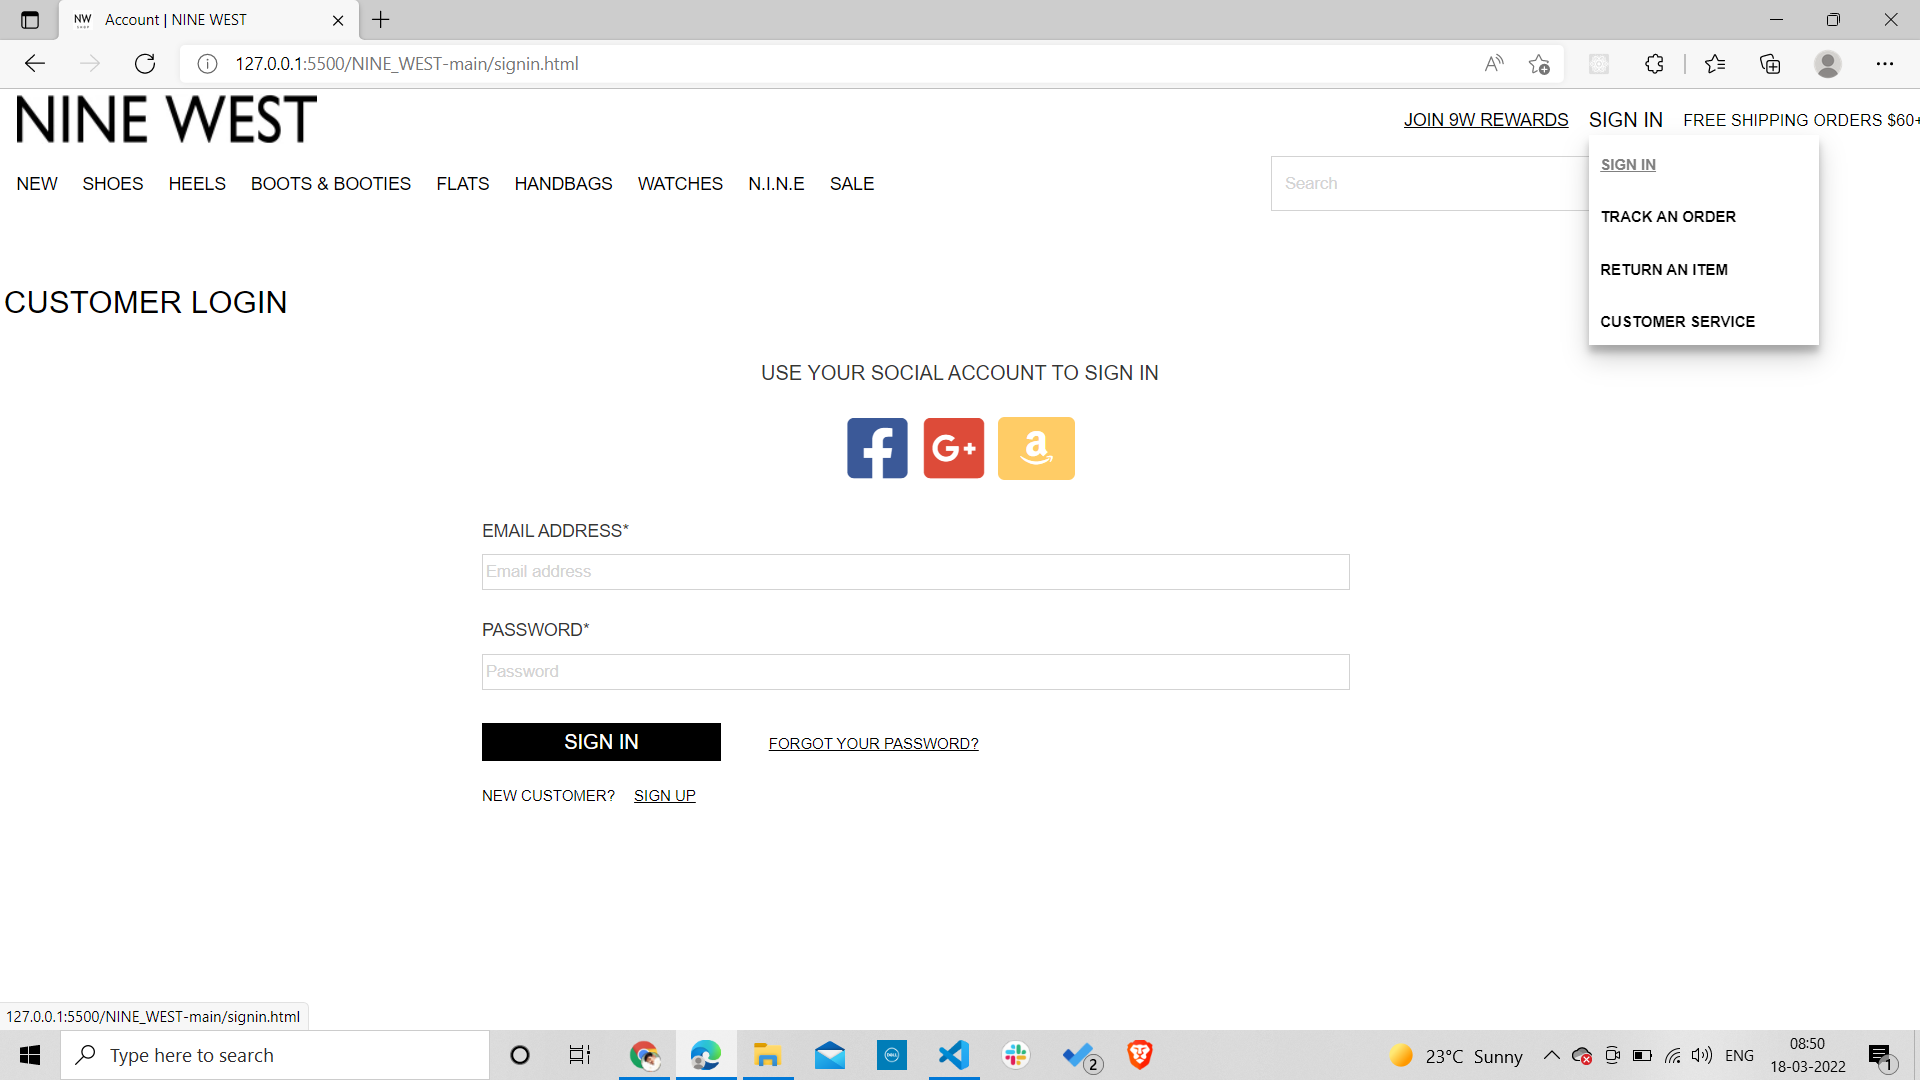 NW
Account | NINE WEST
127.0.0.1:5500/NINE_WEST-main/signin.html
NINE WEST
JOIN 9W REWARDS SIGN IN FREE SHIPPING ORDERS $60+
NEW SHOES HEELS BOOTS & BOOTIES FLATS HANDBAGS WATCHES N.I.N.E SALE
Search
SIGN IN
TRACK AN ORDER
RETURN AN ITEM
CUSTOMER SERVICE
CUSTOMER LOGIN
USE YOUR SOCIAL ACCOUNT TO SIGN IN
f G+ a
EMAIL ADDRESS*
Email address
PASSWORD*
Password
SIGN IN FORGOT YOUR PASSWORD?
NEW CUSTOMER? SIGN UP
127.0.0.1:5500/NINE_WEST-main/signin.html
Type here to search
DELL
2
23°C Sunny
ENG
08:50
18-03-2022
1